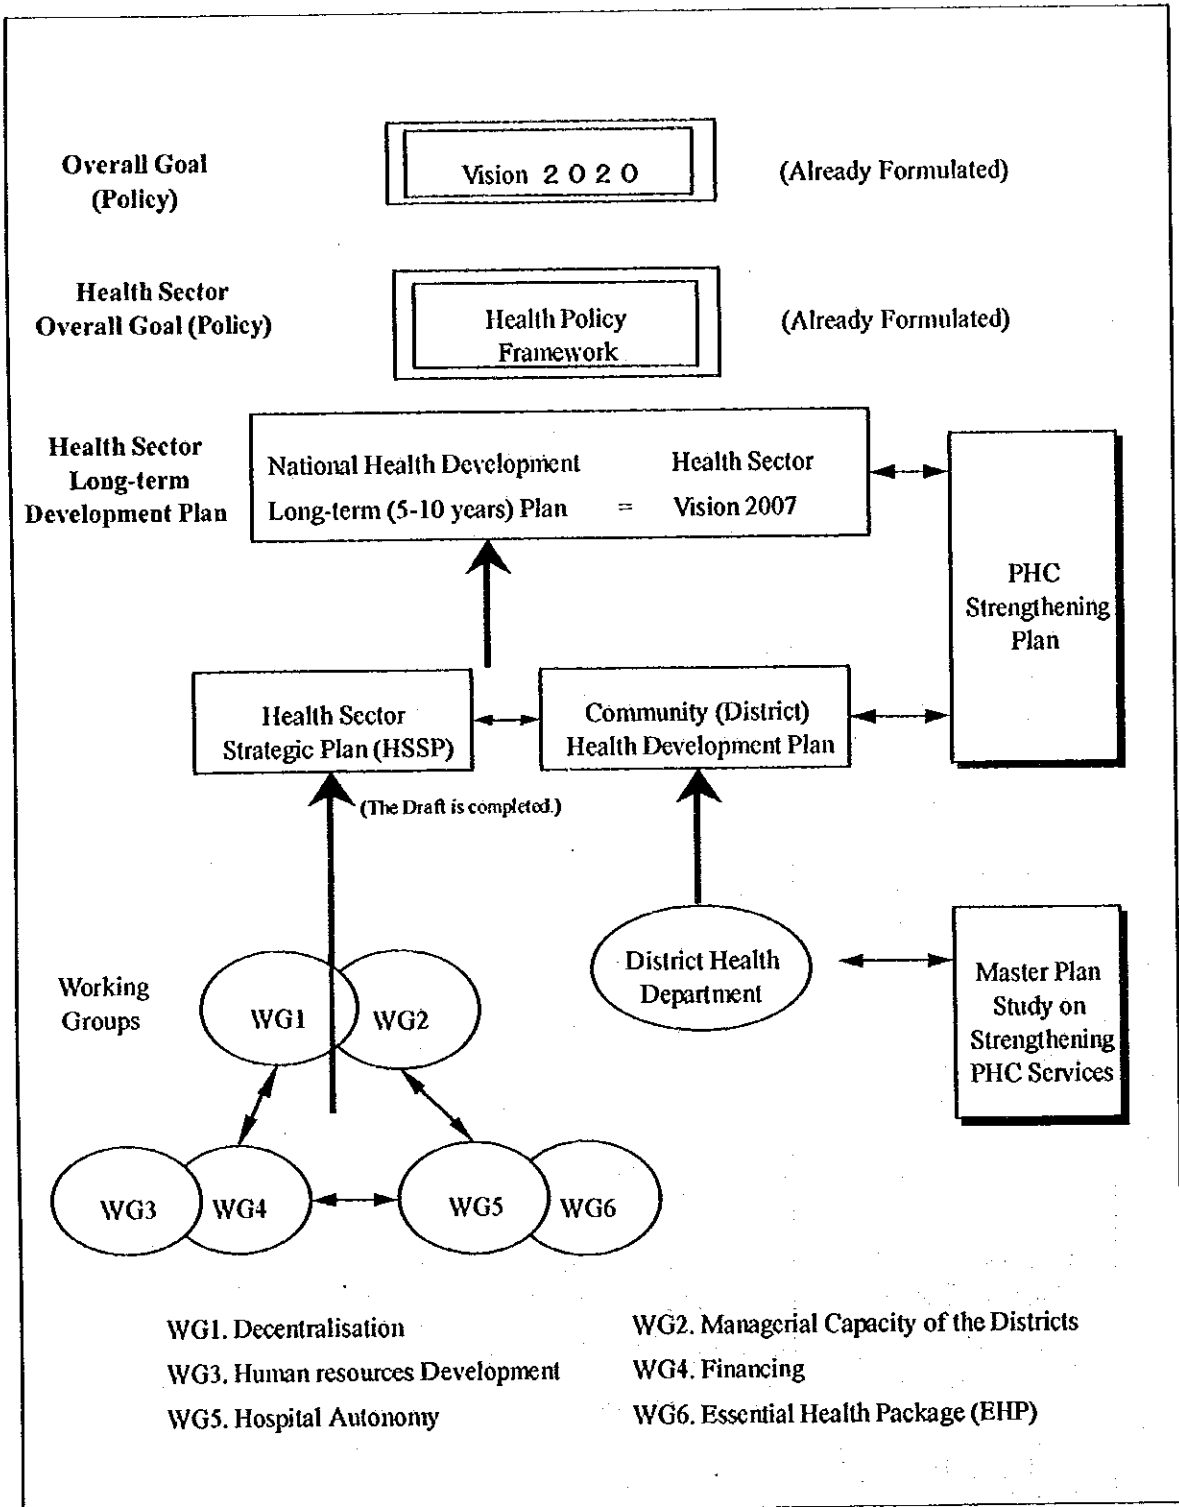 Overall Goal
(Policy)
Vision 2020
(Already Formulated)
Health Sector
Overall Goal (Policy)
Health Policy
Framework
(Already Formulated)
Health Sector
Long-term
Development Plan
National Health Development
Long-term (5-10 years) Plan
=
Health Sector
Vision 2007
PHC
Strengthening
Plan
Health Sector
Strategic Plan (HSSP)
Community (District)
Health Development Plan
(The Draft is completed.)
Working
Groups
WG1
WG2
District Health
Department
Master Plan
Study on
Strengthening
PHC Services
WG3
WG4
WG5
WG6
WG1. Decentralisation
WG2. Managerial Capacity of the Districts
WG3. Human resources Development
WG4. Financing
WG5. Hospital Autonomy
WG6. Essential Health Package (EHP)